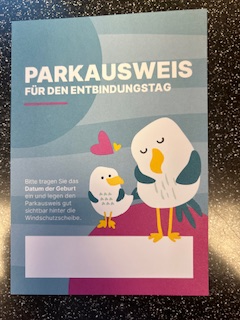 PARKAUSWEIS
FÜR DEN ENTBINDUNGSTAG
Bitte tragen Sie das
Datum der Geburt
ein und legen den
Parkausweis gut
sichtbar hinter die
Windschutzscheibe.